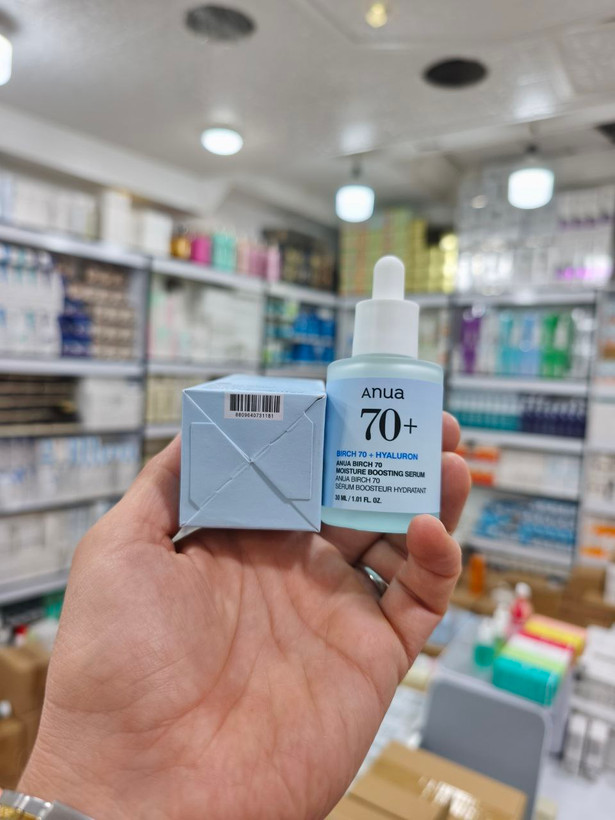 8809640731181
Anua
70+
BIRCH 70 + HYALURON
ANUA BIRCH 70
MOISTURE BOOSTING SERUM
ANUA BIRCH 70
SÉRUM BOOSTEUR HYDRATANT
30 ML / 1.01 FL. OZ.